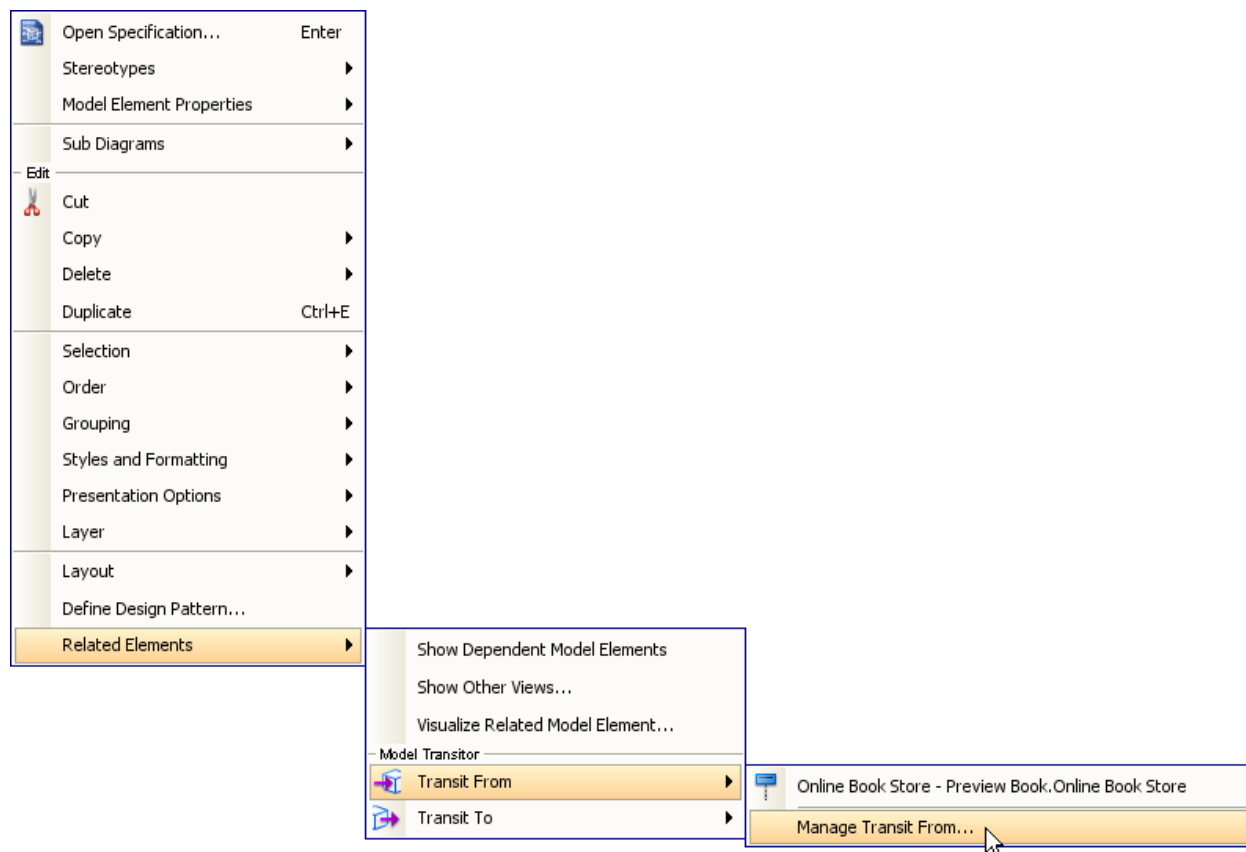 Open Specification... Enter
Stereotypes
Model Element Properties
Sub Diagrams
Edit
Cut
Copy
Delete
Duplicate Ctrl+E
Selection
Order
Grouping
Styles and Formatting
Presentation Options
Layer
Layout
Define Design Pattern...
Related Elements
Show Dependent Model Elements
Show Other Views...
Visualize Related Model Element...
Model Transitor
Transit From
Transit To
Online Book Store - Preview Book.Online Book Store
Manage Transit From...